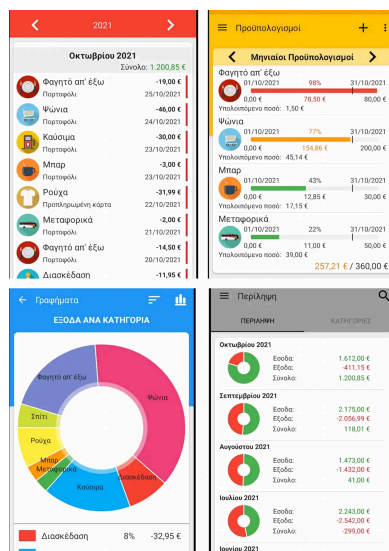 2021
Οκτωβρίου 2021
Σύνολο: 1.200,85 €
Φαγητό απ' έξω -19,00 €
Πορτοφόλι 25/10/2021
Ψώνια -46,00 €
Πορτοφόλι 24/10/2021
Καύσιμα -30,00 €
Πορτοφόλι 23/10/2021
Μπαρ -3,00 €
Πορτοφόλι 23/10/2021
Ρούχα -31,99 €
Προπληρωμένη κάρτα 22/10/2021
Μεταφορικά -2,00 €
Πορτοφόλι 21/10/2021
Φαγητό απ' έξω -14,50 €
Πορτοφόλι 20/10/2021
Διασκέδαση -11,95 €
Προϋπολογισμοί
Μηνιαίοι Προϋπολογισμοί
Φαγητό απ' έξω
01/10/2021 98% 31/10/2021
0,00 € 78,50 € 80,00 €
Υπολοιπόμενο ποσό: 1,50 €
Ψώνια
01/10/2021 77% 31/10/2021
0,00 € 154,86 € 200,00 €
Υπολοιπόμενο ποσό: 45,14 €
Μπαρ
01/10/2021 43% 31/10/2021
0,00 € 12,85 € 30,00 €
Υπολοιπόμενο ποσό: 17,15 €
Μεταφορικά
01/10/2021 22% 31/10/2021
0,00 € 11,00 € 50,00 €
Υπολοιπόμενο ποσό: 39,00 €
257,21 € / 360,00 €
Γραφήματα
ΕΞΟΔΑ ΑΝΑ ΚΑΤΗΓΟΡΙΑ
Φαγητό απ' έξω
Ψώνια
Σπίτι
Ρούχα
Μπαρ
Μεταφορικά
Διασκέδαση
Καύσιμα
Διασκέδαση 8% -32,95 €
Περίληψη
ΠΕΡΙΛΗΨΗ ΚΑΤΗΓΟΡΙΕΣ
Οκτωβρίου 2021
Έσοδα: 1.612,00 €
Έξοδα: -411,15 €
Σύνολο: 1.200,85 €
Σεπτεμβρίου 2021
Έσοδα: 2.175,00 €
Έξοδα: -2.056,99 €
Σύνολο: 118,01 €
Αυγούστου 2021
Έσοδα: 1.473,00 €
Έξοδα: -1.432,00 €
Σύνολο: 41,00 €
Ιουλίου 2021
Έσοδα: 2.243,00 €
Έξοδα: -2.542,00 €
Σύνολο: -299,00 €
Ιουνίου 2021